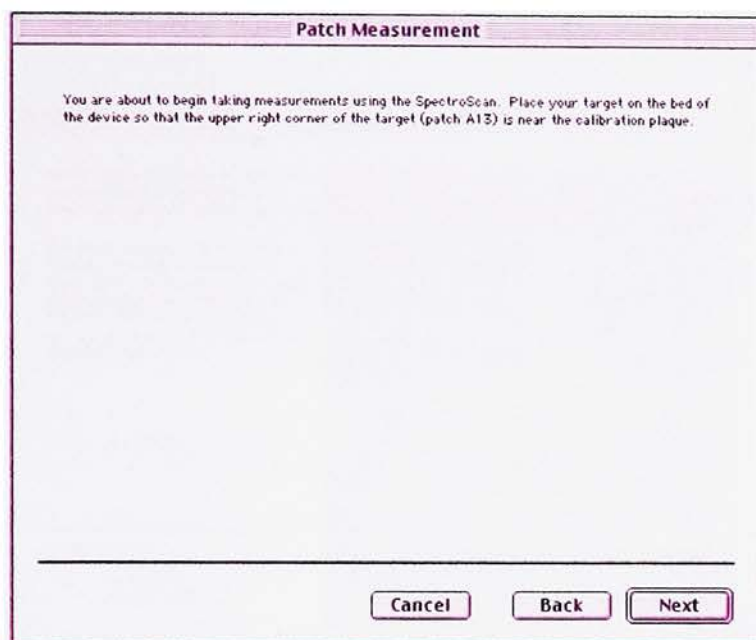 Patch Measurement
You are about to begin taking measurements using the SpectroScan. Place your target on the bed of
the device so that the upper right corner of the target (patch A13) is near the calibration plaque.
Cancel Back Next